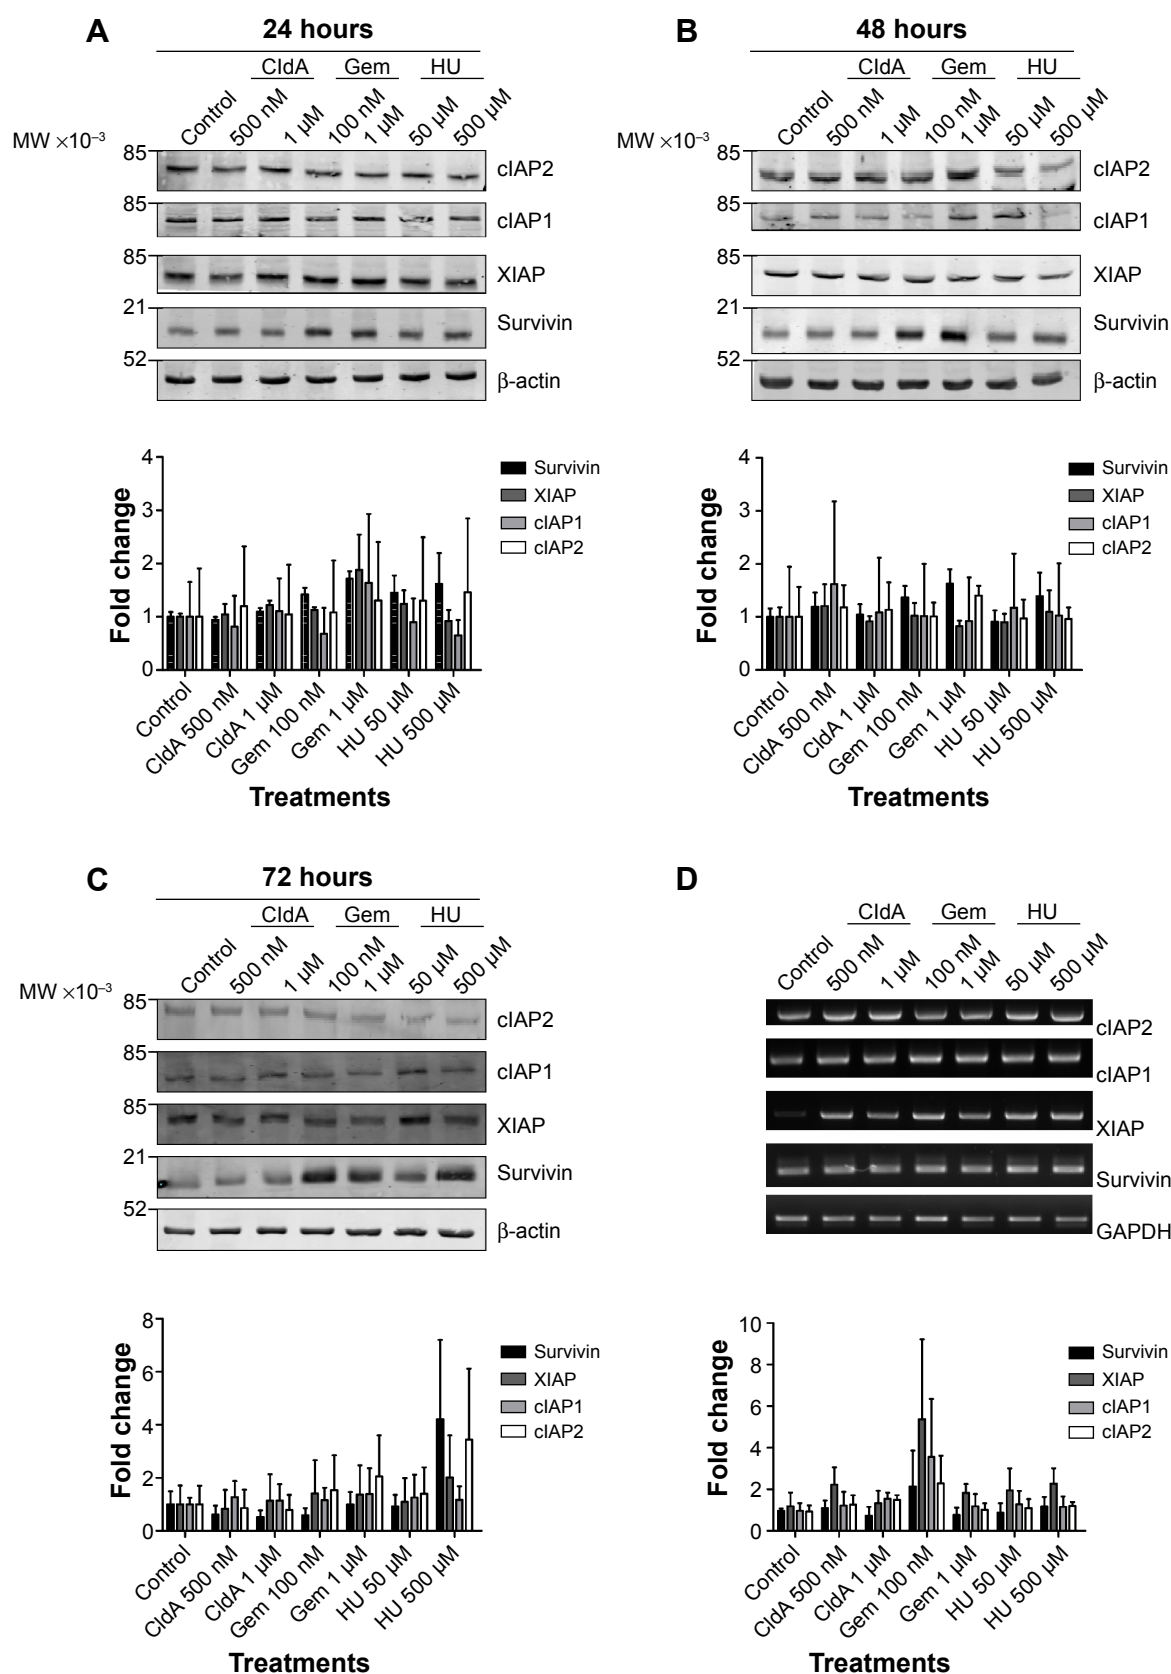 A
24 hours
CldA
Gem
HU
Control
500 nM
1 µM
100 nM
1 µM
50 µM
500 µM
MW ×10⁻³
85
cIAP2
85
cIAP1
85
XIAP
21
Survivin
52
β-actin
4
3
2
1
0
Fold change
Survivin
XIAP
cIAP1
cIAP2
Control
CldA 500 nM
CldA 1 µM
Gem 100 nM
Gem 1 µM
HU 50 µM
HU 500 µM
Treatments
B
48 hours
CldA
Gem
HU
Control
500 nM
1 µM
100 nM
1 µM
50 µM
500 µM
MW ×10⁻³
85
cIAP2
85
cIAP1
85
XIAP
21
Survivin
52
β-actin
4
3
2
1
0
Fold change
Survivin
XIAP
cIAP1
cIAP2
Control
CldA 500 nM
CldA 1 µM
Gem 100 nM
Gem 1 µM
HU 50 µM
HU 500 µM
Treatments
C
72 hours
CldA
Gem
HU
Control
500 nM
1 µM
100 nM
1 µM
50 µM
500 µM
MW ×10⁻³
85
cIAP2
85
cIAP1
85
XIAP
21
Survivin
52
β-actin
8
6
4
2
0
Fold change
Survivin
XIAP
cIAP1
cIAP2
Control
CldA 500 nM
CldA 1 µM
Gem 100 nM
Gem 1 µM
HU 50 µM
HU 500 µM
Treatments
D
CldA
Gem
HU
Control
500 nM
1 µM
100 nM
1 µM
50 µM
500 µM
cIAP2
cIAP1
XIAP
Survivin
GAPDH
10
8
6
4
2
0
Fold change
Survivin
XIAP
cIAP1
cIAP2
Control
CldA 500 nM
CldA 1 µM
Gem 100 nM
Gem 1 µM
HU 50 µM
HU 500 µM
Treatments